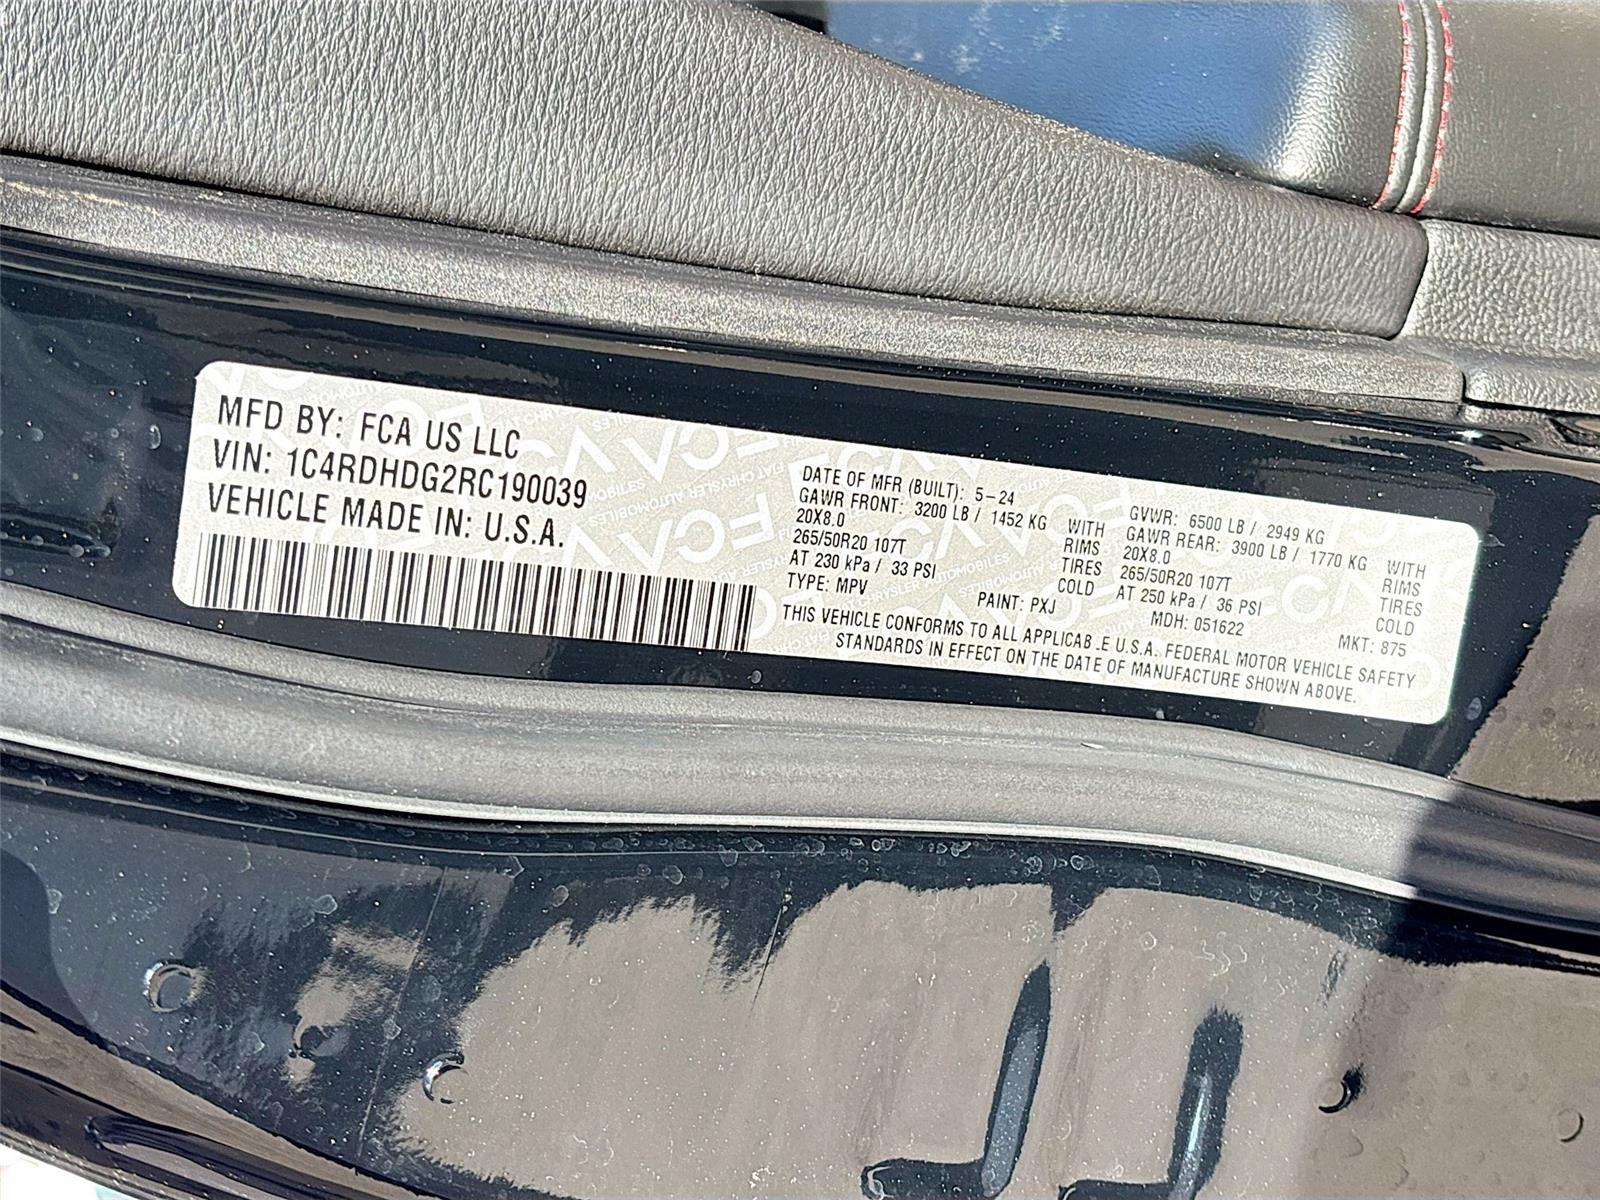 MFD BY: FCA US LLC
VIN: 1C4RDHDG2RC190039
VEHICLE MADE IN: U.S.A.
DATE OF MFR (BUILT): 5-24
GAWR FRONT: 3200 LB / 1452 KG WITH
20X8.0 RIMS
265/50R20 107T TIRES
AT 230 kPa / 33 PSI COLD
TYPE: MPV PAINT: PXJ
GVWR: 6500 LB / 2949 KG
GAWR REAR: 3900 LB / 1770 KG WITH
20X8.0 RIMS
265/50R20 107T TIRES
AT 250 kPa / 36 PSI COLD
MDH: 051622 MKT: 875
THIS VEHICLE CONFORMS TO ALL APPLICAB.E U.S.A. FEDERAL MOTOR VEHICLE SAFETY
STANDARDS IN EFFECT ON THE DATE OF MANUFACTURE SHOWN ABOVE.